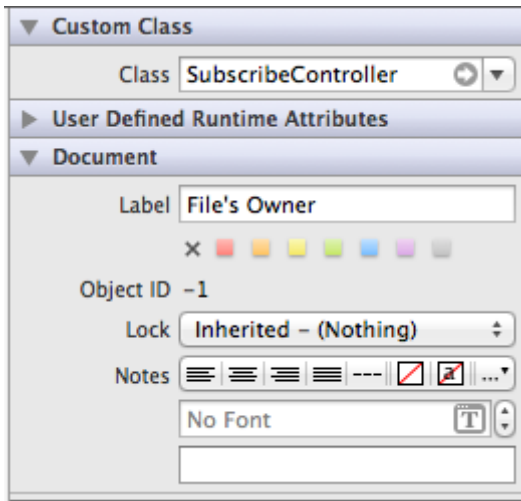 Custom Class
Class SubscribeController
User Defined Runtime Attributes
Document
Label File's Owner
Object ID -1
Lock Inherited - (Nothing)
Notes --- a ...
No Font T